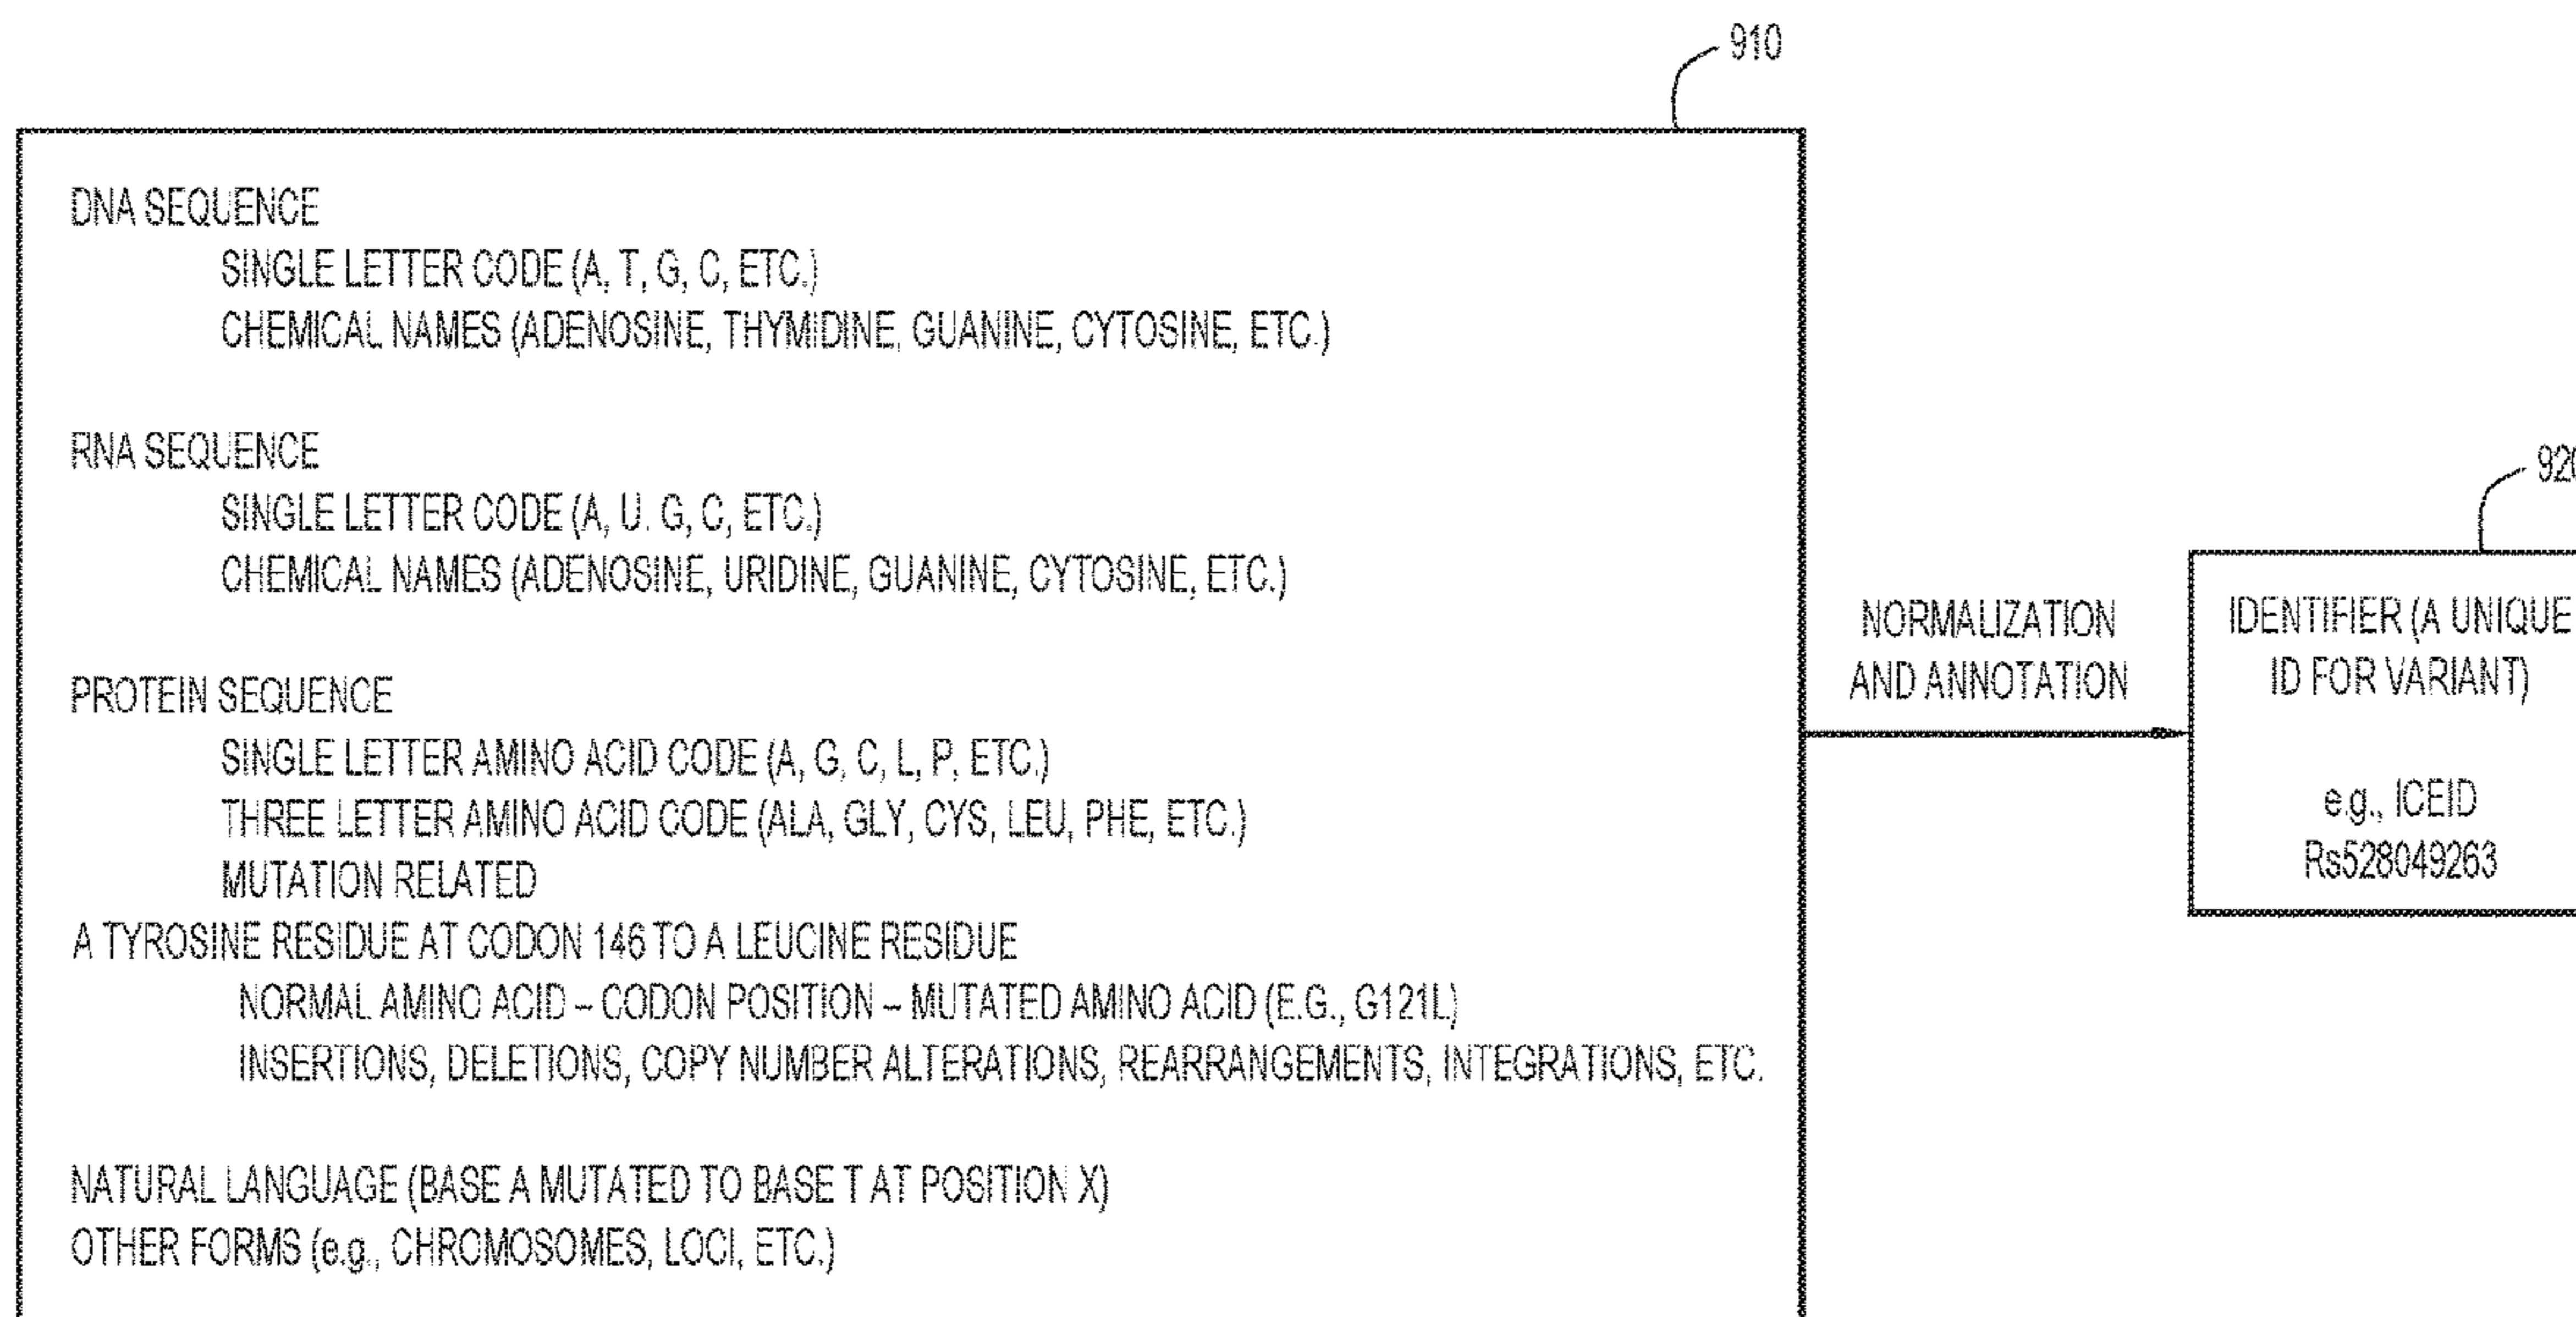 910
DNA SEQUENCE
SINGLE LETTER CODE (A, T, G, C, ETC.)
CHEMICAL NAMES (ADENOSINE, THYMIDINE, GUANINE, CYTOSINE, ETC.)
RNA SEQUENCE
SINGLE LETTER CODE (A, U. G, C, ETC.)
CHEMICAL NAMES (ADENOSINE, URIDINE, GUANINE, CYTOSINE, ETC.)
PROTEIN SEQUENCE
SINGLE LETTER AMINO ACID CODE (A, G, C, L, P, ETC.)
THREE LETTER AMINO ACID CODE (ALA, GLY, CYS, LEU, PHE, ETC.)
MUTATION RELATED
A TYROSINE RESIDUE AT CODON 146 TO A LEUCINE RESIDUE
NORMAL AMINO ACID – CODON POSITION – MUTATED AMINO ACID (E.G., G121L)
INSERTIONS, DELETIONS, COPY NUMBER ALTERATIONS, REARRANGEMENTS, INTEGRATIONS, ETC.
NATURAL LANGUAGE (BASE A MUTATED TO BASE T AT POSITION X)
OTHER FORMS (e.g., CHROMOSOMES, LOCI, ETC.)
NORMALIZATION
AND ANNOTATION
920
IDENTIFIER (A UNIQUE
ID FOR VARIANT)
e.g., ICEID
Rs528049263